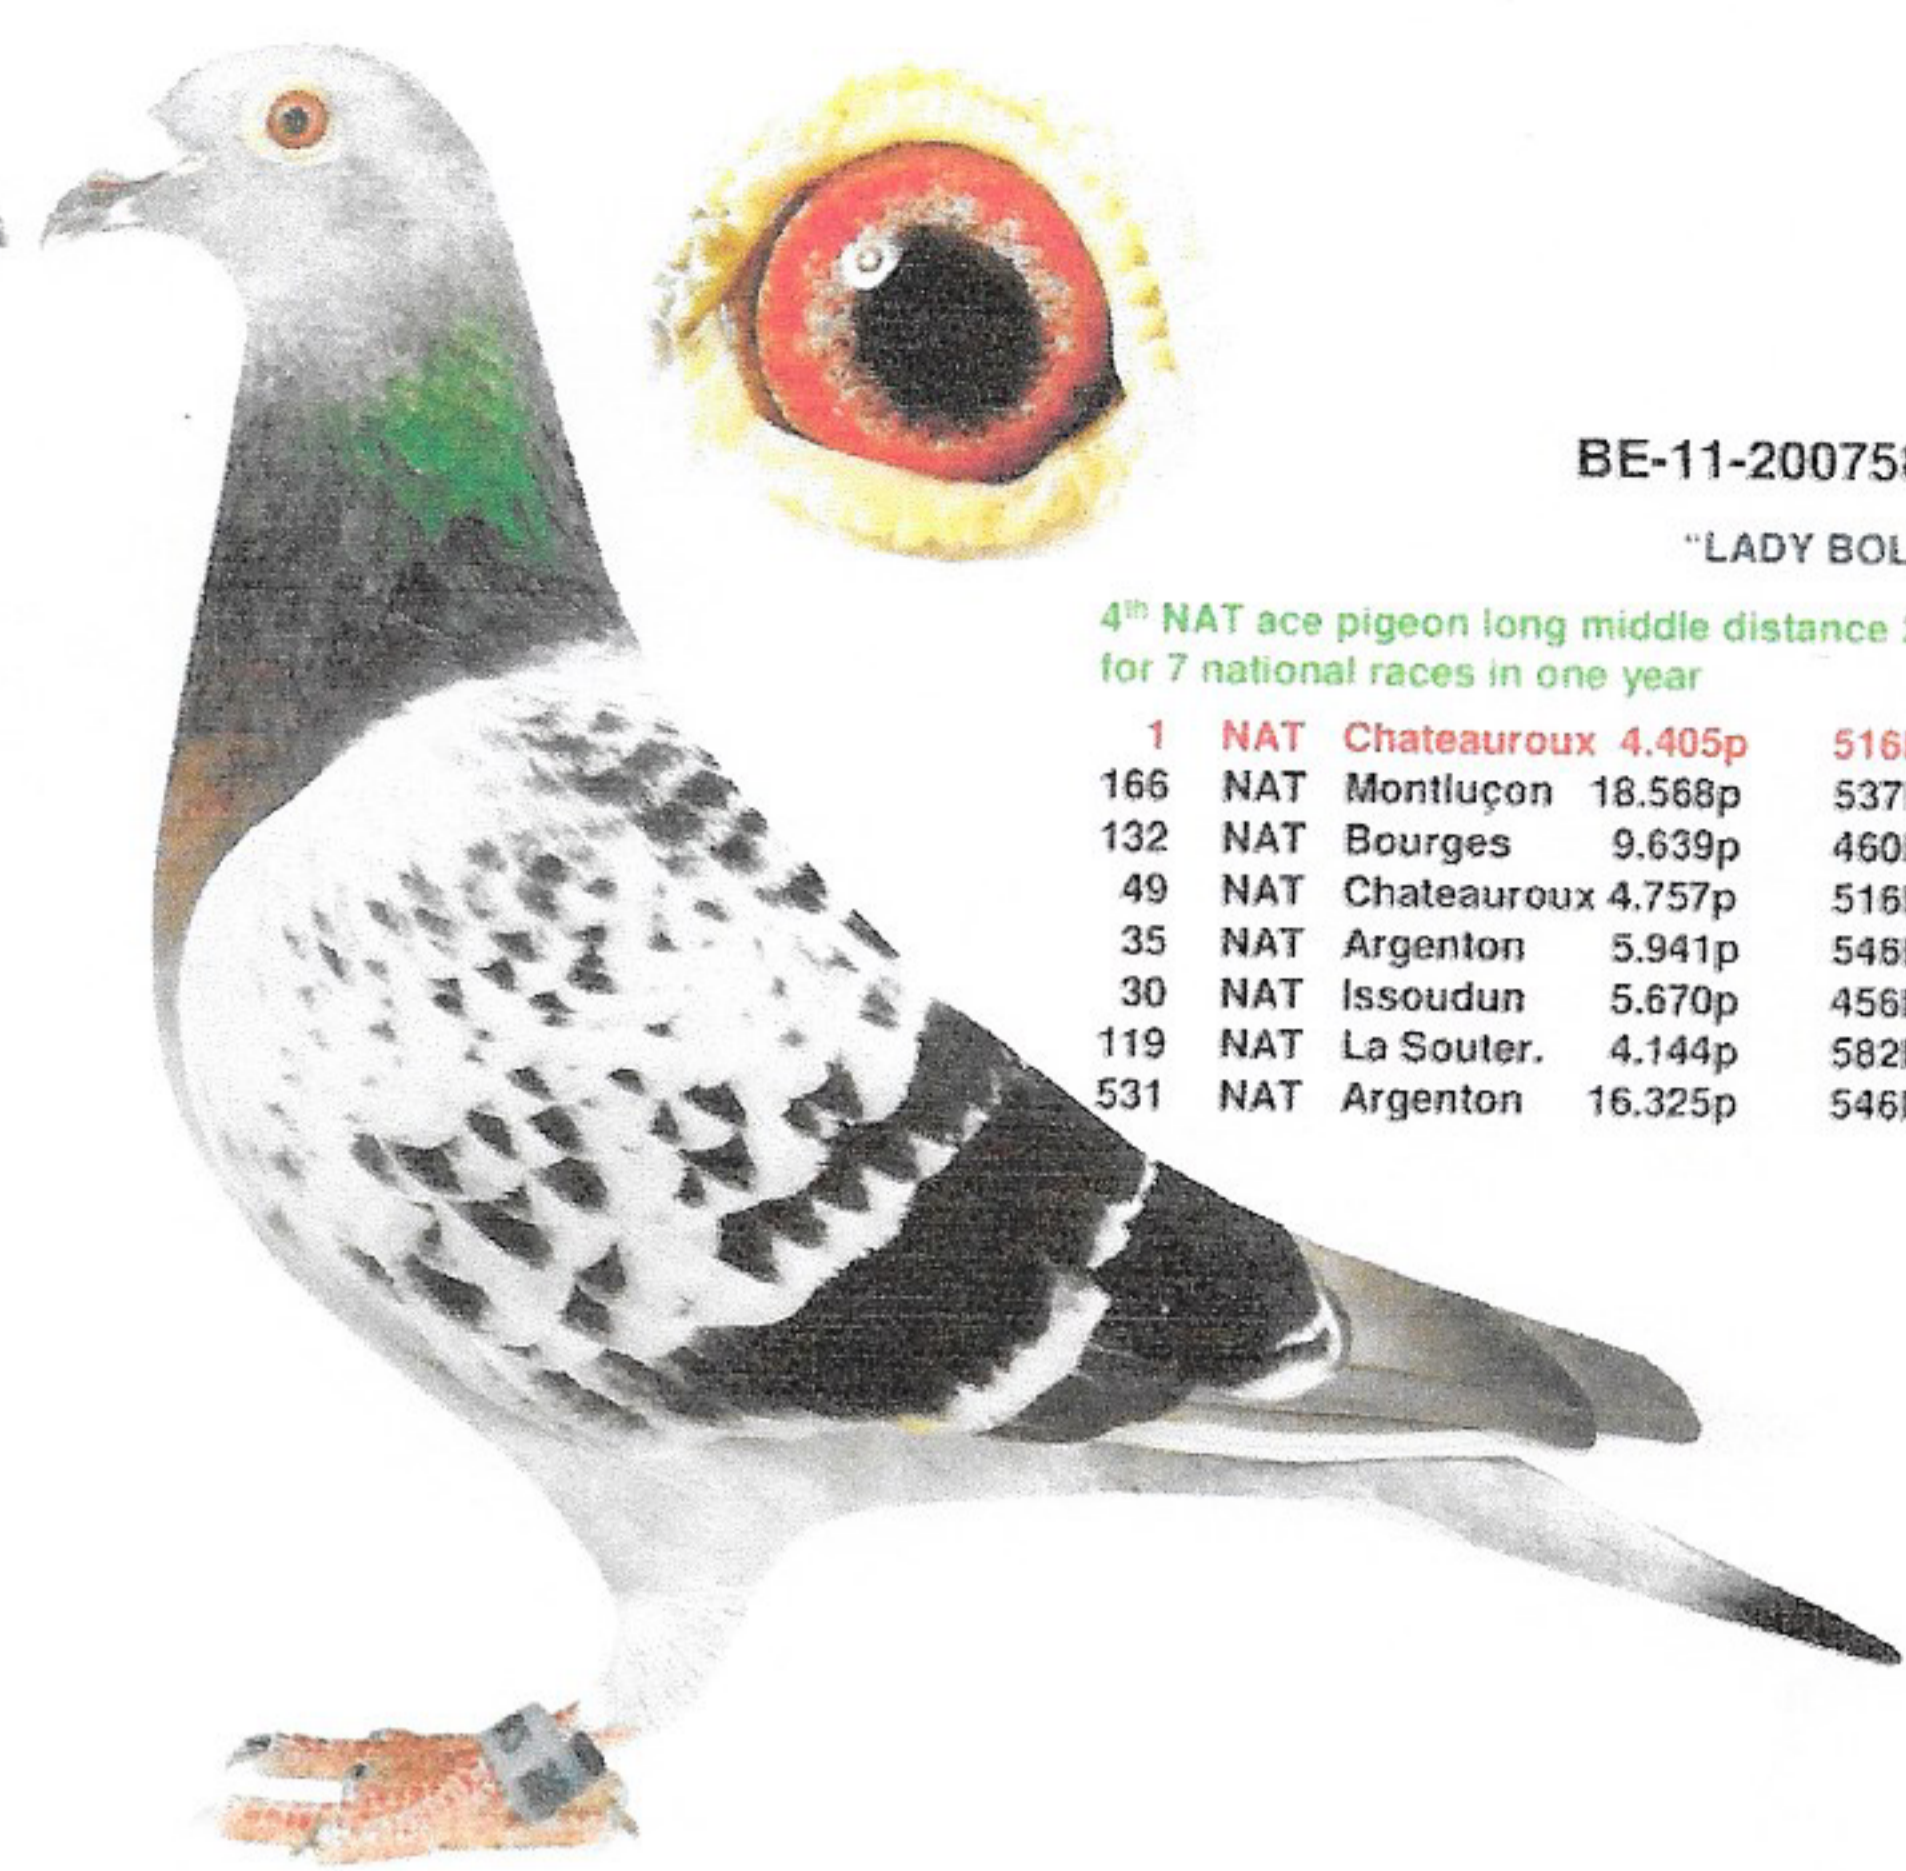 BE-11-200758
"LADY BOL
4th NAT ace pigeon long middle distance
for 7 national races in one year
1 NAT Chateauroux 4.405p 516
166 NAT Montluçon 18.568p 537
132 NAT Bourges 9.639p 460
49 NAT Chateauroux 4.757p 516
35 NAT Argenton 5.941p 546
30 NAT Issoudun 5.670p 456
119 NAT La Souter. 4.144p 582
531 NAT Argenton 16.325p 546